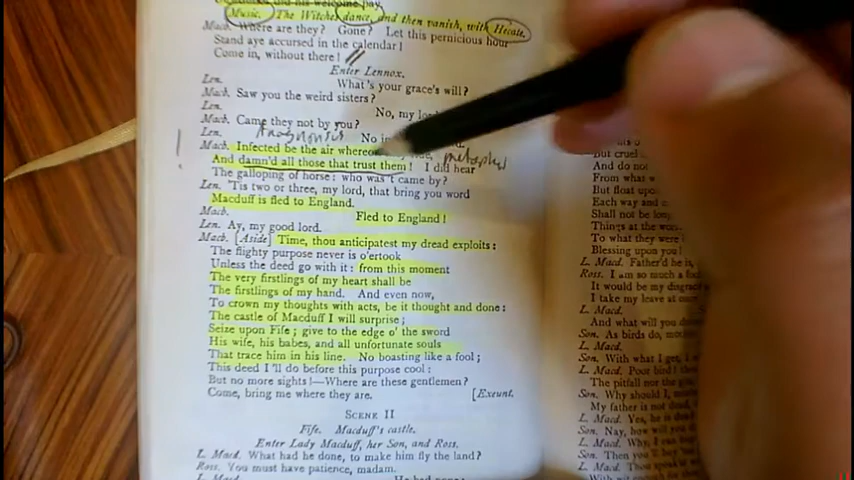 Music. The Witches dance, and then vanish, with Hecate.
Mach. Where are they? Gone? Let this pernicious hour
Stand aye accursed in the calendar!
Come in, without there!
Enter Lennox.
Len. What's your grace's will?
Mach. Saw you the weird sisters?
Len. No, my
Mach. Came they not by you?
Anagnorisis
Len. No
Mach. Infected be the air
metaphor
And damn'd all those that trust them! I did hear
The galloping of horse: who was't came by?
Len. 'Tis two or three, my lord, that bring you word
Macduff is fled to England.
Mach. Fled to England!
Len. Ay, my good lord.
Mach. [Aside] Time, thou anticipatest my dread exploits:
The flighty purpose never is o'ertook
Unless the deed go with it: from this moment
The very firstlings of my heart shall be
The firstlings of my hand. And even now,
To crown my thoughts with acts, be it thought and done:
The castle of Macduff I will surprise;
Seize upon Fife; give to the edge o' the sword
His wife, his babes, and all unfortunate souls
That trace him in his line. No boasting like a fool;
This deed I'll do before this purpose cool:
But no more sights!—Where are these gentlemen?
Come, bring me where they are. [Exeunt.
SCENE II
Fife. Macduff's castle.
Enter Lady Macduff, her Son, and Ross.
L. Macd. What had he done, to make him fly the land?
Ross. You must have patience, madam.
But cruel
And do no
From what
But float upo
Each way and
Shall not be lon
Things at the wor
To what they were
Blessing upon you!
L. Macd. Father'd he is,
Ross. I am so much a foo
It would be my disgrac
I take my leave at once
L. Macd.
And what will you do
Son. As birds do, mother.
L. Macd.
Son. With what I get, I
L. Macd. Poor bird!
The pitfall nor the gin.
Son. Why should I,
My father is not dead,
L. Macd. Yes, he is dead
Son. Nay, how will you
L. Macd. Why, I can
Son. Then you'll
L. Macd. Thou
With